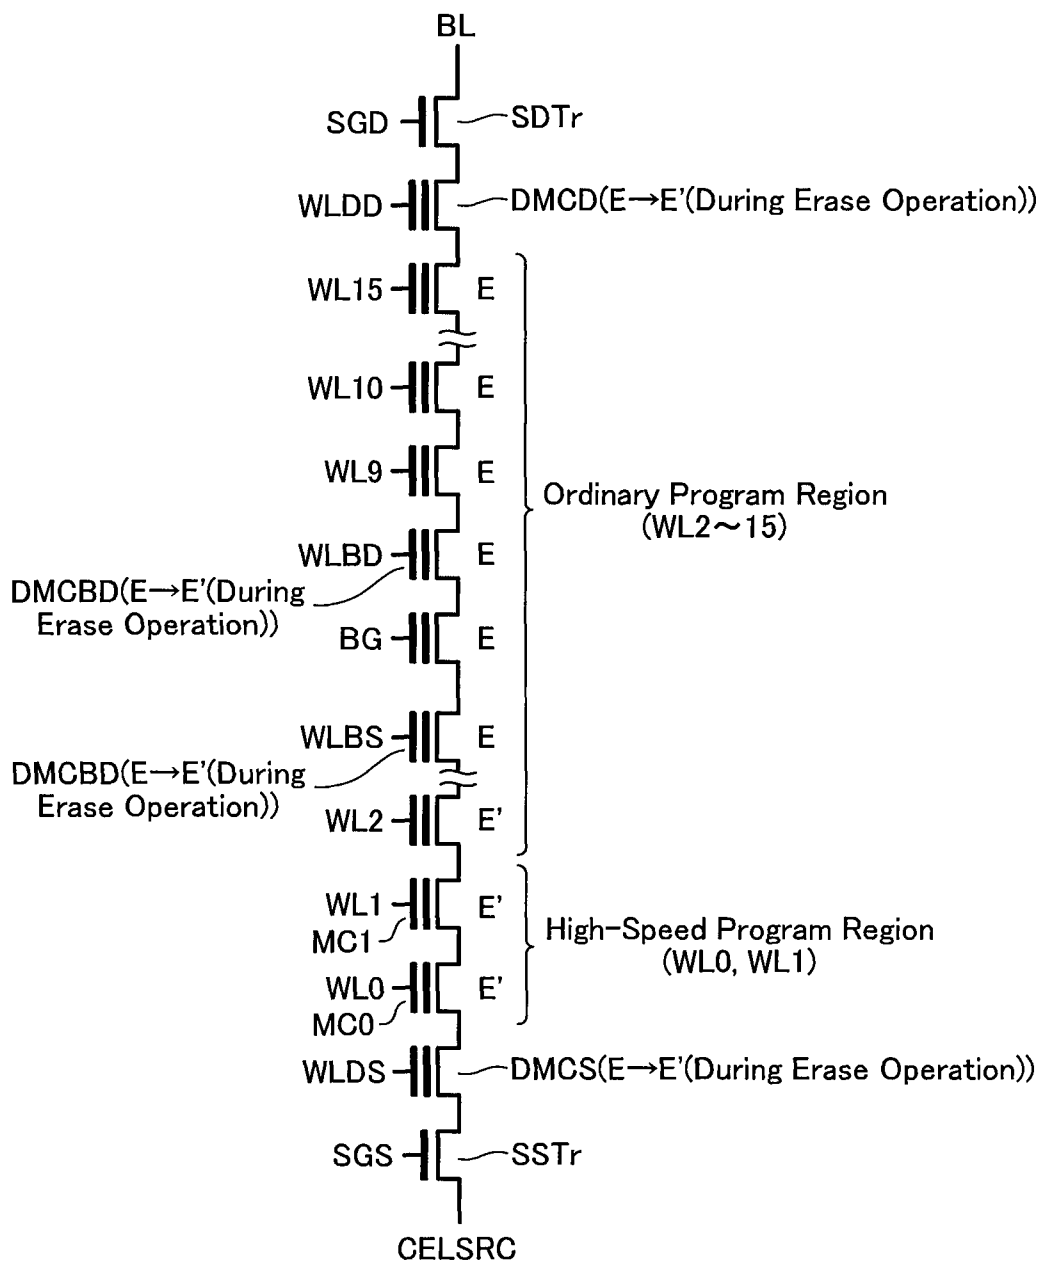 BL
SGD
SDTr
WLDD
DMCD(E→E'(During Erase Operation))
WL15
E
WL10
E
WL9
E
Ordinary Program Region
(WL2～15)
WLBD
E
DMCBD(E→E'(During
Erase Operation))
BG
E
WLBS
E
DMCBD(E→E'(During
Erase Operation))
WL2
E'
WL1
E'
MC1
High-Speed Program Region
(WL0, WL1)
WL0
E'
MC0
WLDS
DMCS(E→E'(During Erase Operation))
SGS
SSTr
CELSRC